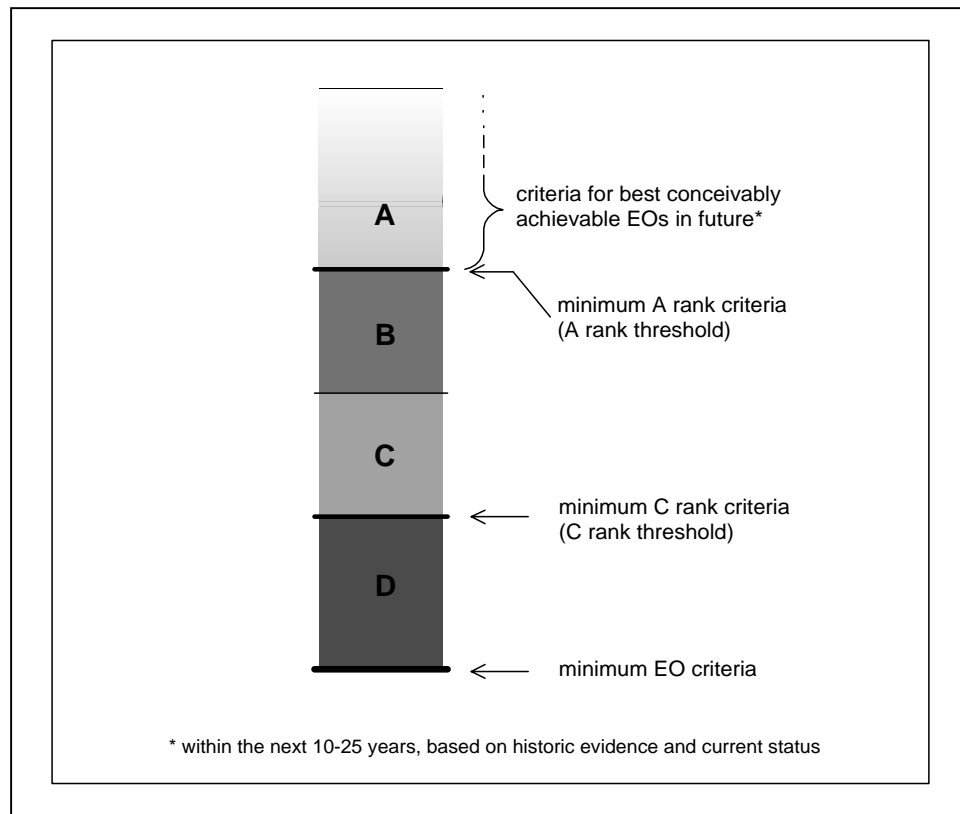 A
criteria for best conceivably
achievable EOs in future*
minimum A rank criteria
(A rank threshold)
B
C
minimum C rank criteria
(C rank threshold)
D
minimum EO criteria
* within the next 10-25 years, based on historic evidence and current status